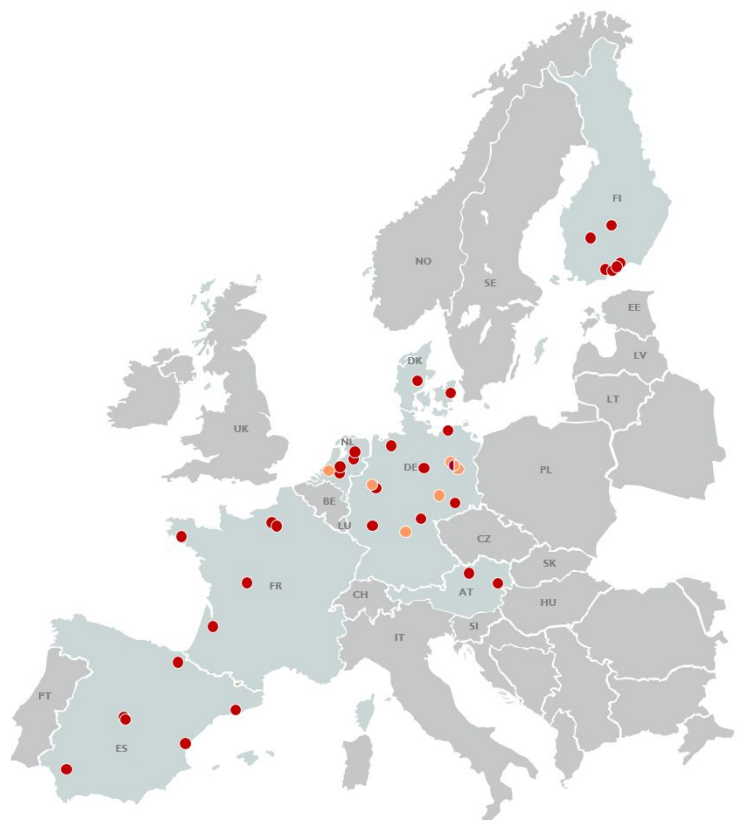 FI
NO
SE
EE
LV
DK
LT
UK
NL
DE
PL
BE
LU
CZ
SK
FR
CH
AT
HU
SI
IT
PT
ES